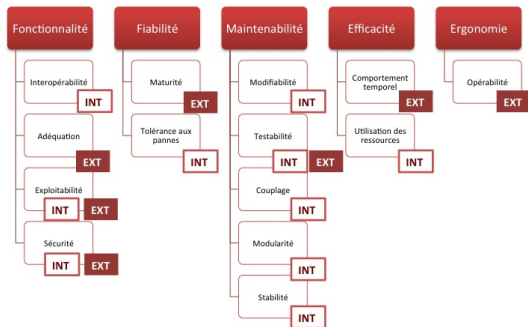 Fonctionnalité
Interopérabilité
INT
Adéquation
EXT
Exploitabilité
INT EXT
Sécurité
INT EXT
Fiabilité
Maturité
EXT
Tolérance aux
pannes
INT
Maintenabilité
Modifiabilité
INT
Testabilité
INT EXT
Couplage
INT
Modularité
INT
Stabilité
INT
Efficacité
Comportement
temporel
EXT
Utilisation des
ressources
INT
Ergonomie
Opérabilité
EXT